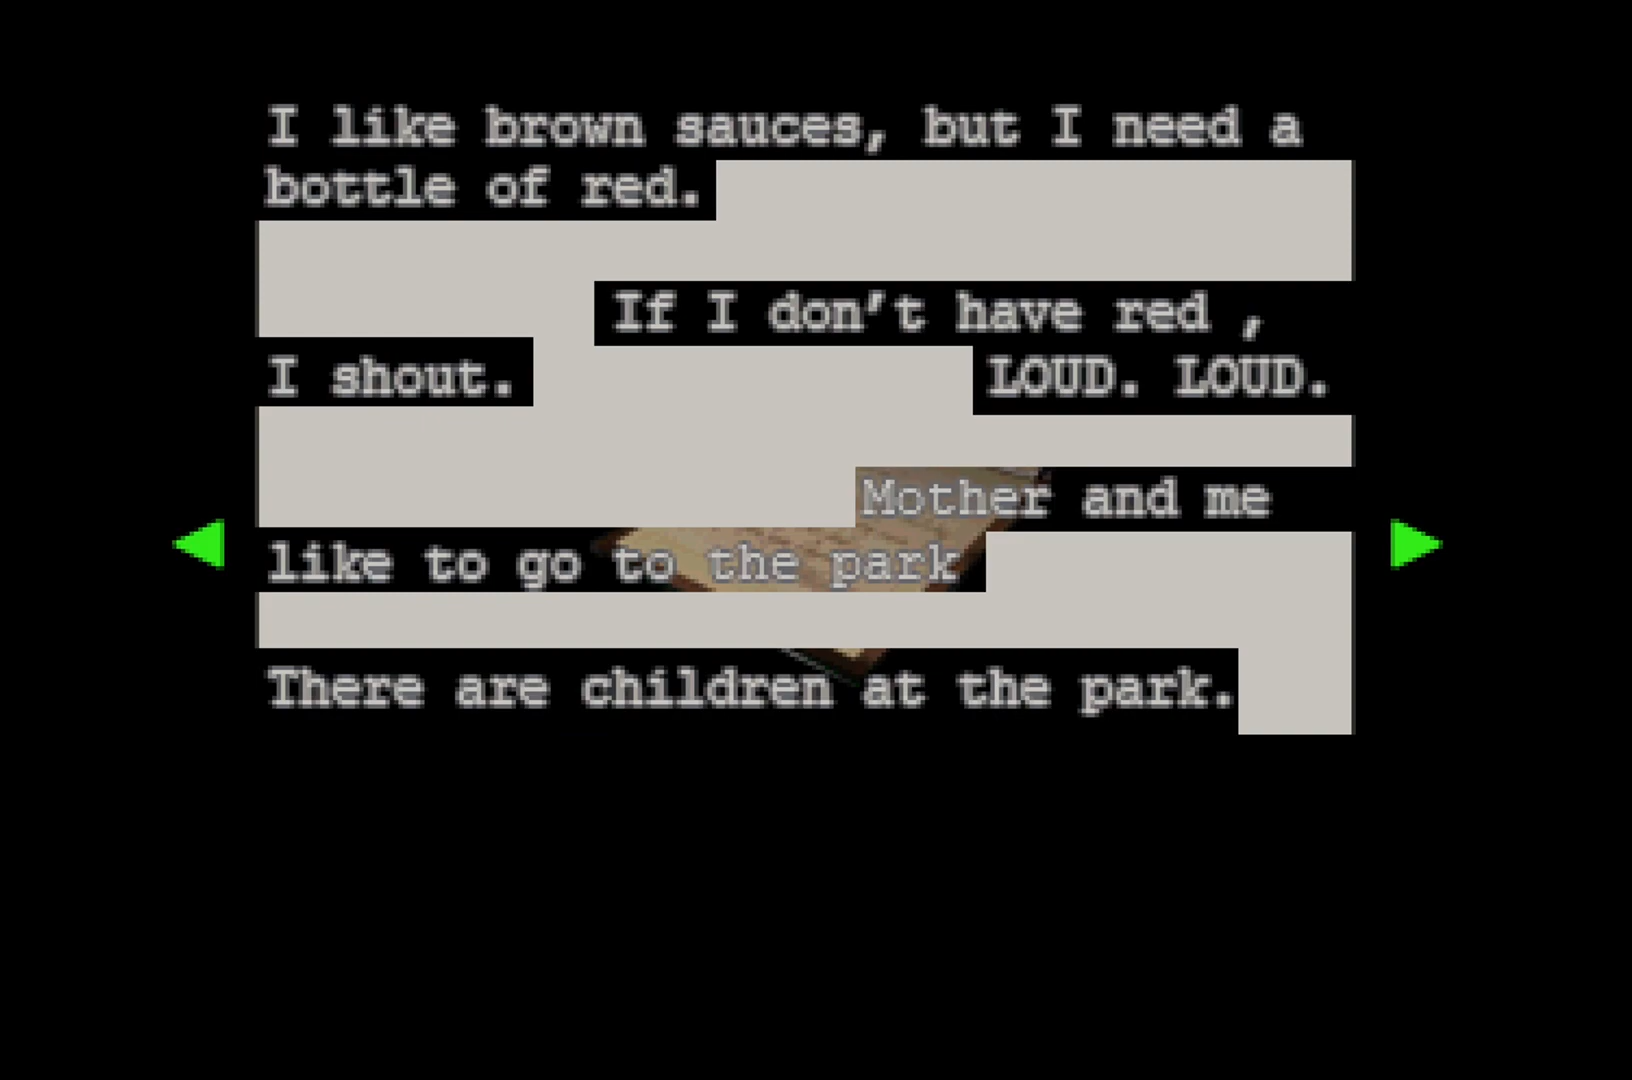 I like brown sauces, but I need a
bottle of red.
If I don't have red ,
I shout. LOUD. LOUD.
Mother and me
like to go to the park
There are children at the park.